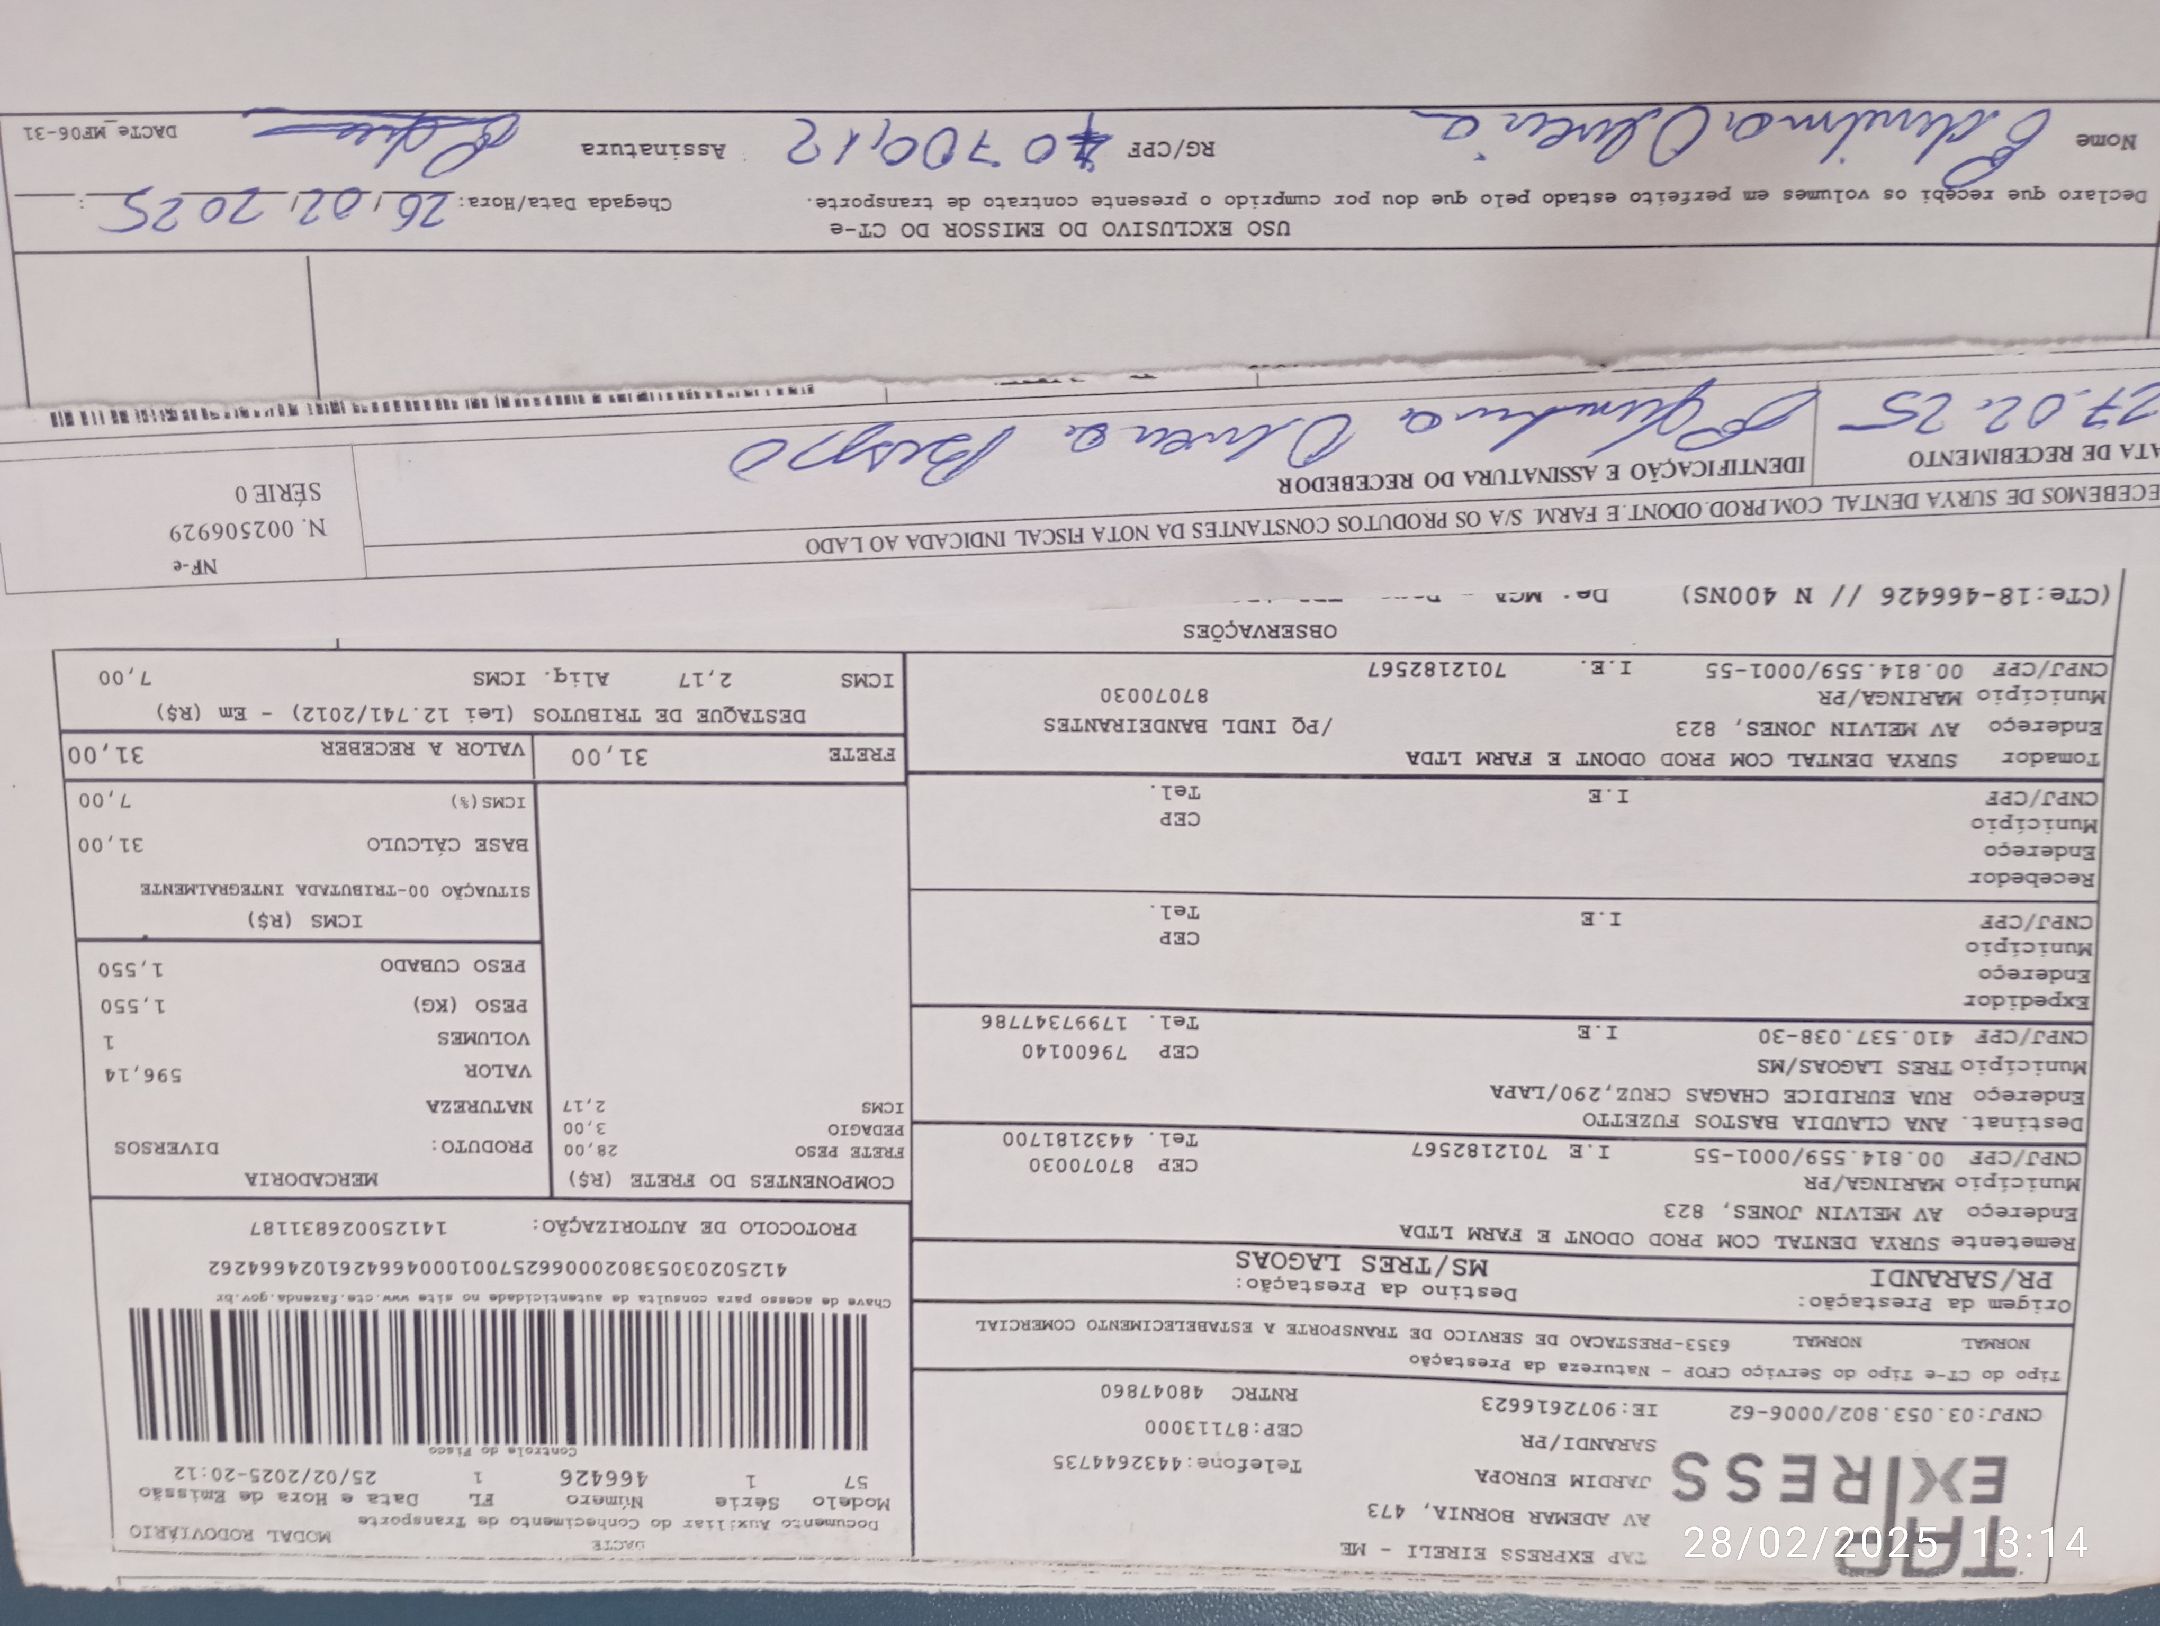 TAP EXPRESS
TAP EXPRESS EIRELI - ME
AV ADEMAR BORNIA, 473
JARDIM EUROPA Telefone:4432644735
SARANDI/PR CEP:87113000
CNPJ:03.053.802/0006-62 IE:9072616623 RNTRC 48047860
DACTE MODAL RODOVIÁRIO
Documento Auxiliar do Conhecimento de Transporte
Modelo Série Número FL Data e Hora de Emissão
57 1 466426 1 25/02/2025-20:12
Controle do Fisco
Chave de acesso para consulta de autenticidade no site www.cte.fazenda.gov.br
PROTOCOLO DE AUTORIZAÇÃO: 141250026831187
Tipo do CT-e Tipo do Serviço CFOP - Natureza da Prestação
NORMAL NORMAL 6353-PRESTACAO DE SERVICO DE TRANSPORTE A ESTABELECIMENTO COMERCIAL
Origem da Prestação: Destino da Prestação:
PR/SARANDI MS/TRES LAGOAS
Remetente SURYA DENTAL COM PROD ODONT E FARM LTDA
Endereço AV MELVIN JONES, 823
Município MARINGA/PR CEP 87070030
CNPJ/CPF 00.814.559/0001-55 I.E 7012182567 Tel. 4432181700
Destinat. ANA CLAUDIA BASTOS FUZETTO
Endereço RUA EURIDICE CHAGAS CRUZ,290/LAPA
Município TRES LAGOAS/MS CEP 79600140
CNPJ/CPF 410.537.038-30 I.E Tel. 17997347786
Expedidor
Endereço
Município CEP
CNPJ/CPF I.E Tel.
Recebedor
Endereço
Município CEP
CNPJ/CPF I.E Tel.
Tomador SURYA DENTAL COM PROD ODONT E FARM LTDA
Endereço AV MELVIN JONES, 823 /PQ INDL BANDEIRANTES
Município MARINGA/PR 87070030
CNPJ/CPF 00.814.559/0001-55 I.E. 7012182567
COMPONENTES DO FRETE (R$)
FRETE PESO 28,00
PEDAGIO 3,00
ICMS 2,17
MERCADORIA
PRODUTO: DIVERSOS
NATUREZA
VALOR 596,14
VOLUMES 1
PESO (KG) 1,550
PESO CUBADO 1,550
ICMS (R$)
SITUAÇÃO 00-TRIBUTADA INTEGRALMENTE
BASE CÁLCULO 31,00
ICMS(%) 7,00
FRETE 31,00 VALOR A RECEBER 31,00
DESTAQUE DE TRIBUTOS (Lei 12.741/2012) - Em (R$)
ICMS ICMS 2,17 Aliq. ICMS 7,00
OBSERVAÇÕES
(CTe:18-466426 // N 400NS) De: MGA -
ECEBEMOS DE SURYA DENTAL COM.PROD.ODONT.E FARM. S/A OS PRODUTOS CONSTANTES DA NOTA FISCAL INDICADA AO LADO
NF-e
N. 002506929
SÉRIE 0
ATA DE RECEBIMENTO IDENTIFICAÇÃO E ASSINATURA DO RECEBEDOR
27.02.25 Oliveira
USO EXCLUSIVO DO EMISSOR DO CT-e
Declaro que recebi os volumes em perfeito estado pelo que dou por cumprido o presente contrato de transporte. Chegada Data/Hora: 26/02/2025 :
Nome Oliveira RG/CPF Assinatura
DACTe_MF06-31
28/02/2025 13:14